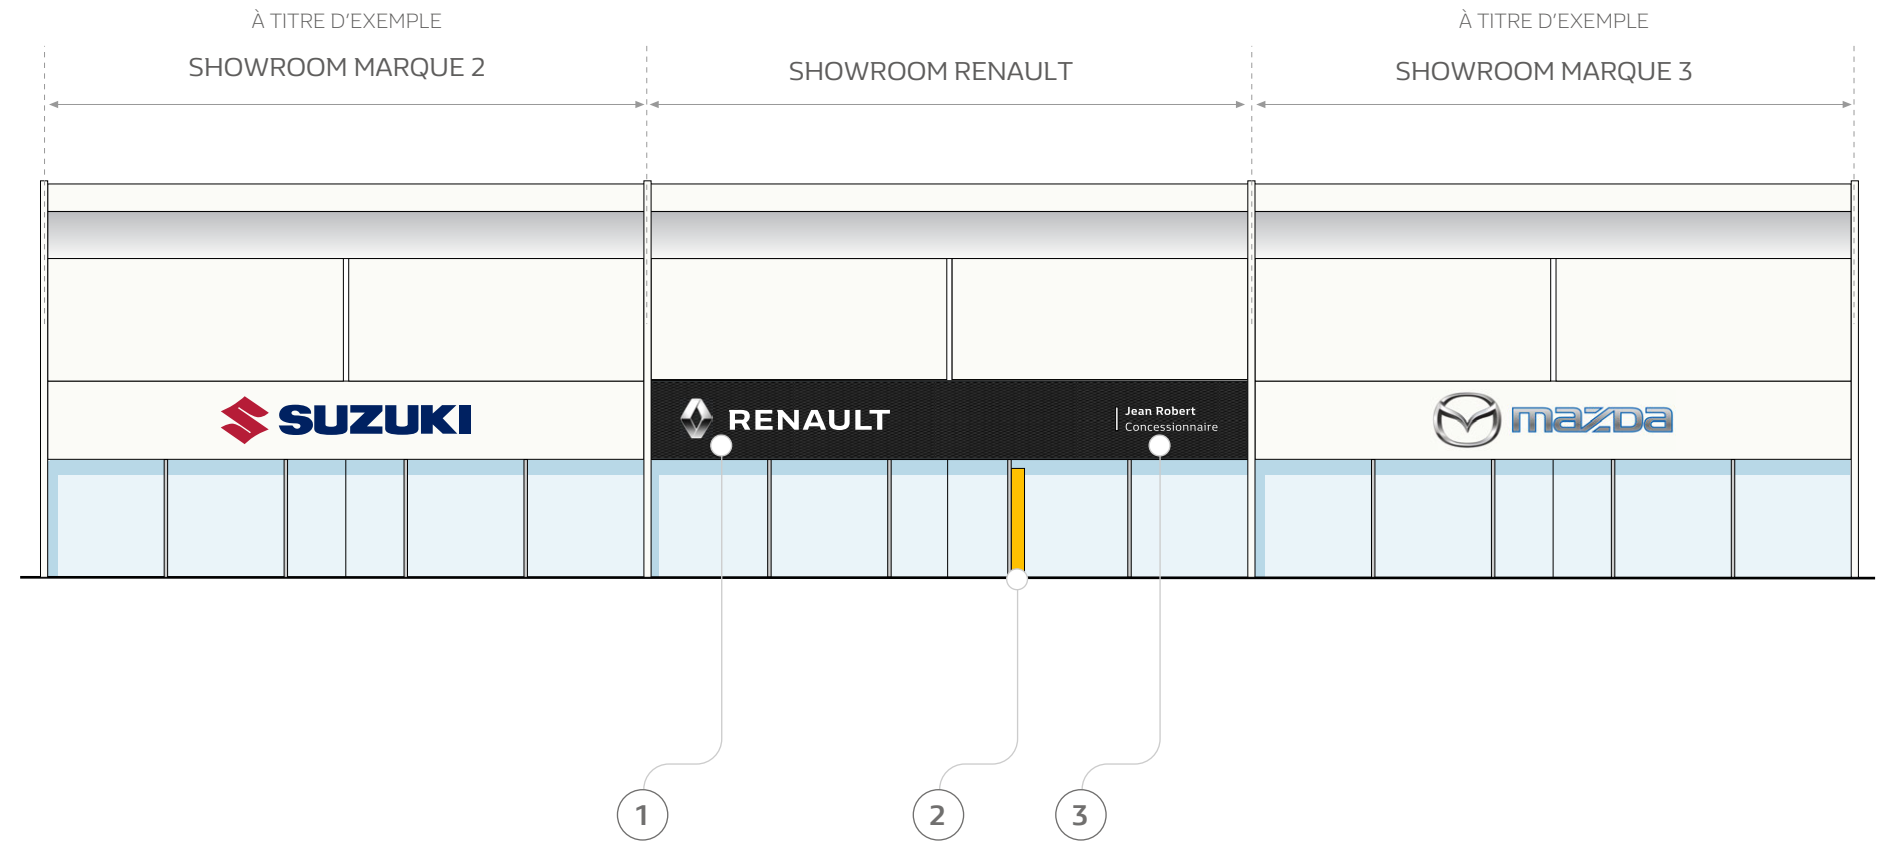 À TITRE D'EXEMPLE
SHOWROOM MARQUE 2
SHOWROOM RENAULT
À TITRE D'EXEMPLE
SHOWROOM MARQUE 3
SUZUKI
RENAULT
Jean Robert
Concessionnaire
mazda
1
2
3